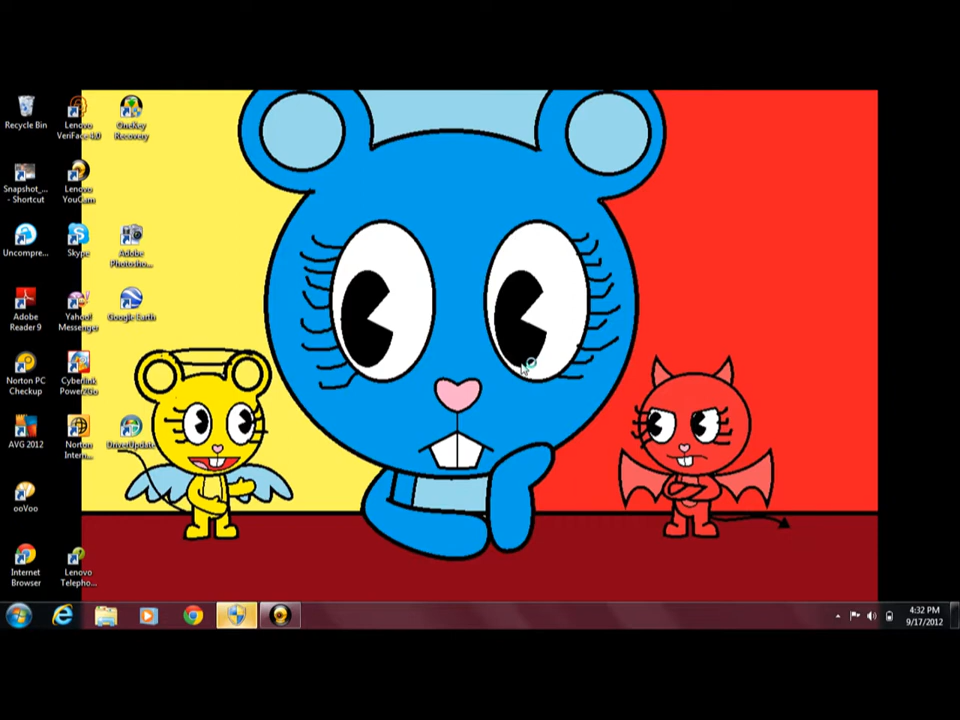 Recycle Bin
Lenovo
VeriFace 4.0
OneKey
Recovery
Snapshot_...
- Shortcut
Lenovo
YouCam
Uncompre...
Skype
Adobe
Photosho...
Adobe
Reader 9
Yahoo!
Messenger
Google Earth
Norton PC
Checkup
Cyberlink
Power2Go
AVG 2012
Norton
Intern...
DriverUpdate
ooVoo
Internet
Browser
Lenovo
Telepho...
4:32 PM
9/17/2012